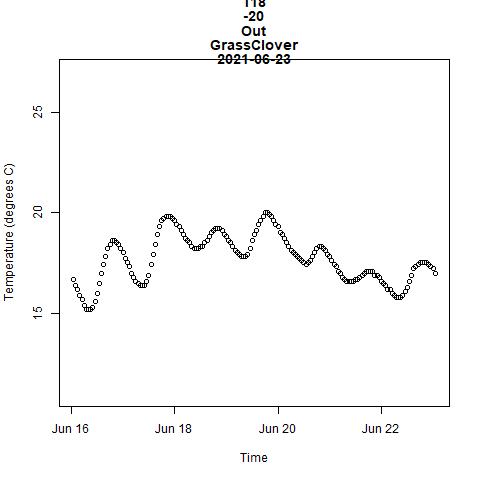 T18
-20
Out
GrassClover
2021-06-23
Temperature (degrees C)
25
20
15
Jun 16
Jun 18
Jun 20
Jun 22
Time